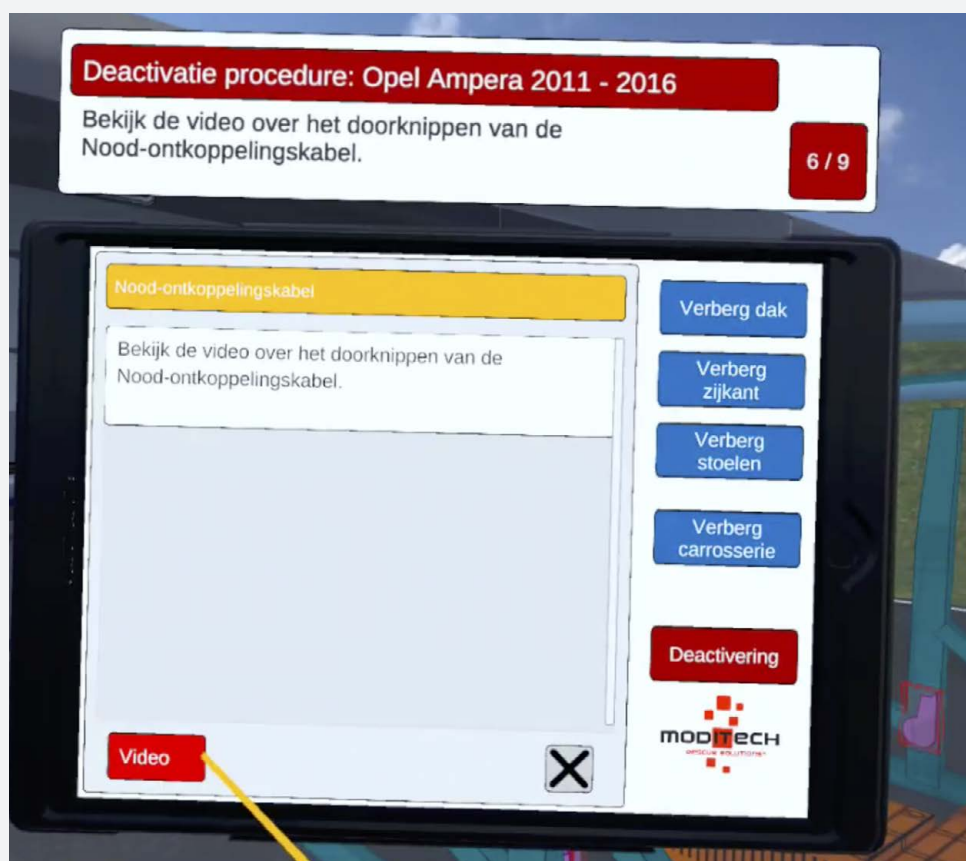 Deactivatie procedure: Opel Ampera 2011 - 2016
Bekijk de video over het doorknippen van de
Nood-ontkoppelingskabel.
6 / 9
Nood-ontkoppelingskabel
Bekijk de video over het doorknippen van de
Nood-ontkoppelingskabel.
Verberg dak
Verberg
zijkant
Verberg
stoelen
Verberg
carrosserie
Deactivering
MODITECH
RESCUE SOLUTIONS
Video